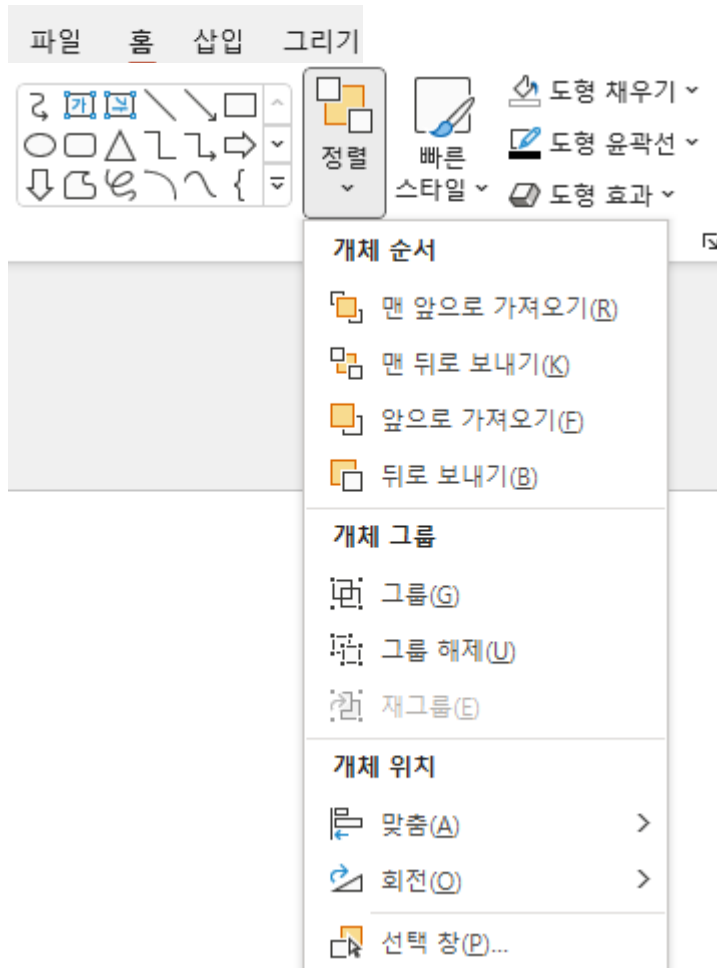 파일 홈 삽입 그리기
정렬
빠른
스타일
도형 채우기
도형 윤곽선
도형 효과
개체 순서
맨 앞으로 가져오기(R)
맨 뒤로 보내기(K)
앞으로 가져오기(F)
뒤로 보내기(B)
개체 그룹
그룹(G)
그룹 해제(U)
재그룹(E)
개체 위치
맞춤(A)
회전(O)
선택 창(P)...